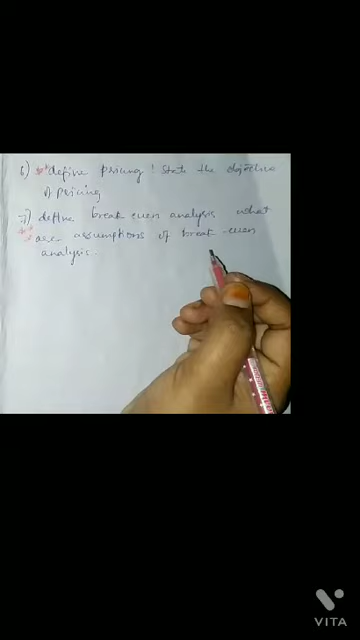 6) ** define pricing! State the objective
of pricing
7) define break even analysis what
** are assumptions of break-even
analysis.
VITA